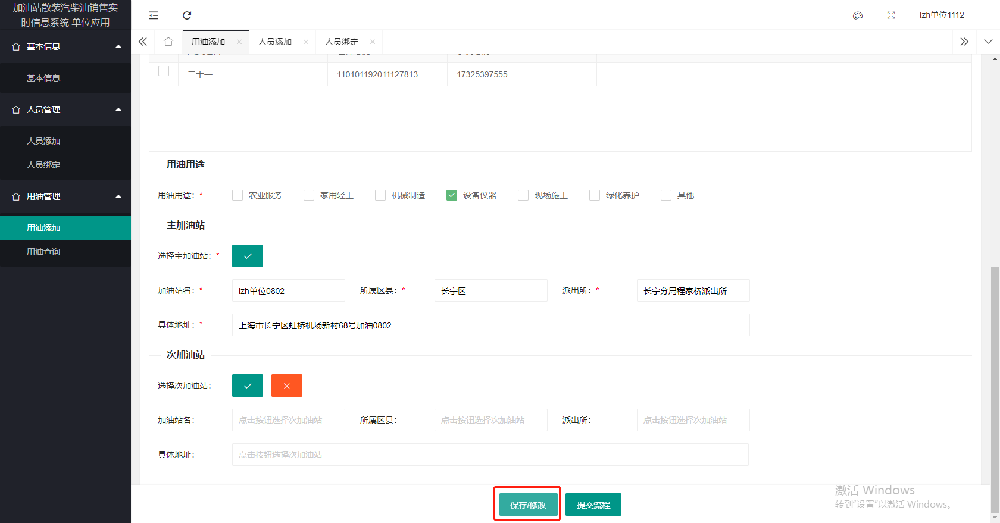 加油站散装汽柴油销售实
时信息系统 单位应用
lzh单位1112
基本信息
用油添加
人员添加
人员绑定
基本信息
人员管理
人员添加
人员绑定
用油管理
用油添加
用油查询
二十一 110101192011127813 17325397555
用油用途
用油用途: * 农业服务 家用轻工 机械制造 设备仪器 现场施工 绿化养护 其他
主加油站
选择主加油站: *
加油站名: * lzh单位0802 所属区县: * 长宁区 派出所: * 长宁分局程家桥派出所
具体地址: * 上海市长宁区虹桥机场新村68号加油0802
次加油站
选择次加油站:
加油站名: 点击按钮选择次加油站 所属区县: 点击按钮选择次加油站 派出所: 点击按钮选择次加油站
具体地址: 点击按钮选择次加油站
保存/修改 提交流程
激活 Windows
转到"设置"以激活 Windows。